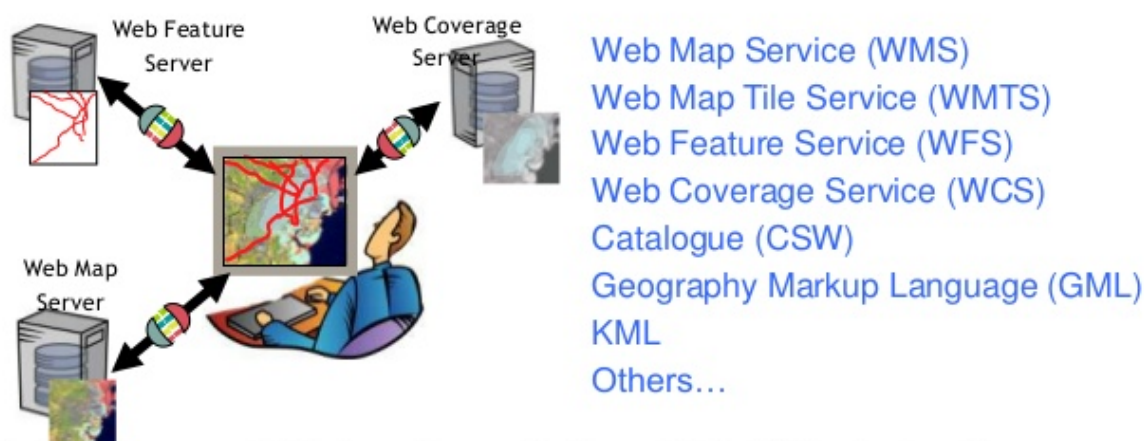 Web Feature
Server
Web Coverage
Server
Web Map
Server
Web Map Service (WMS)
Web Map Tile Service (WMTS)
Web Feature Service (WFS)
Web Coverage Service (WCS)
Catalogue (CSW)
Geography Markup Language (GML)
KML
Others…